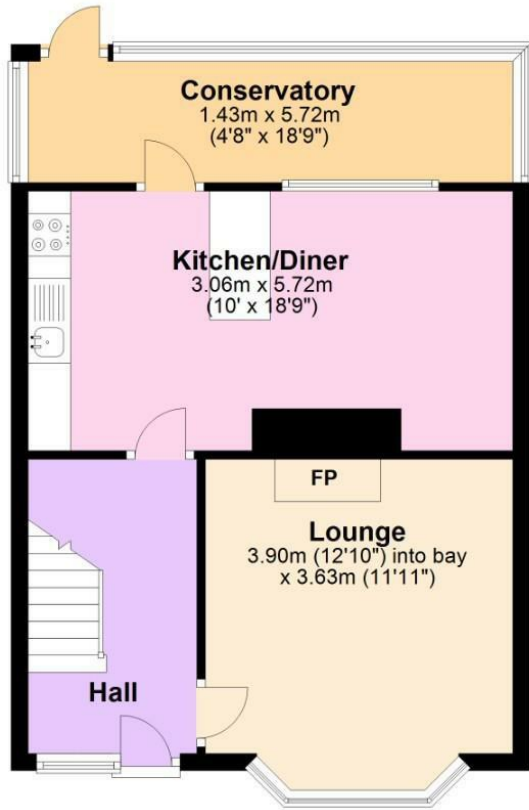 Conservatory
1.43m x 5.72m
(4'8" x 18'9")
Kitchen/Diner
3.06m x 5.72m
(10' x 18'9")
FP
Lounge
3.90m (12'10") into bay
x 3.63m (11'11")
Hall